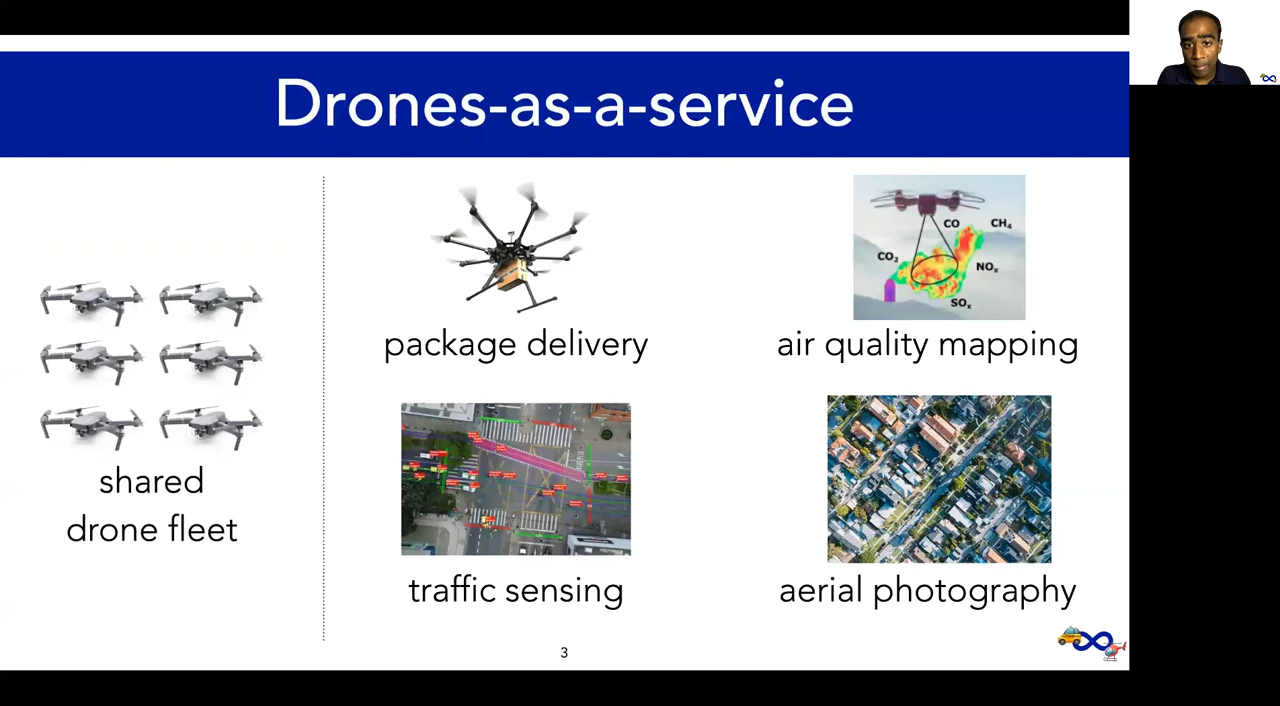 Drones-as-a-service
shared
drone fleet
package delivery
CO
CH₄
CO₂
NOₓ
SOₓ
air quality mapping
traffic sensing
aerial photography
3